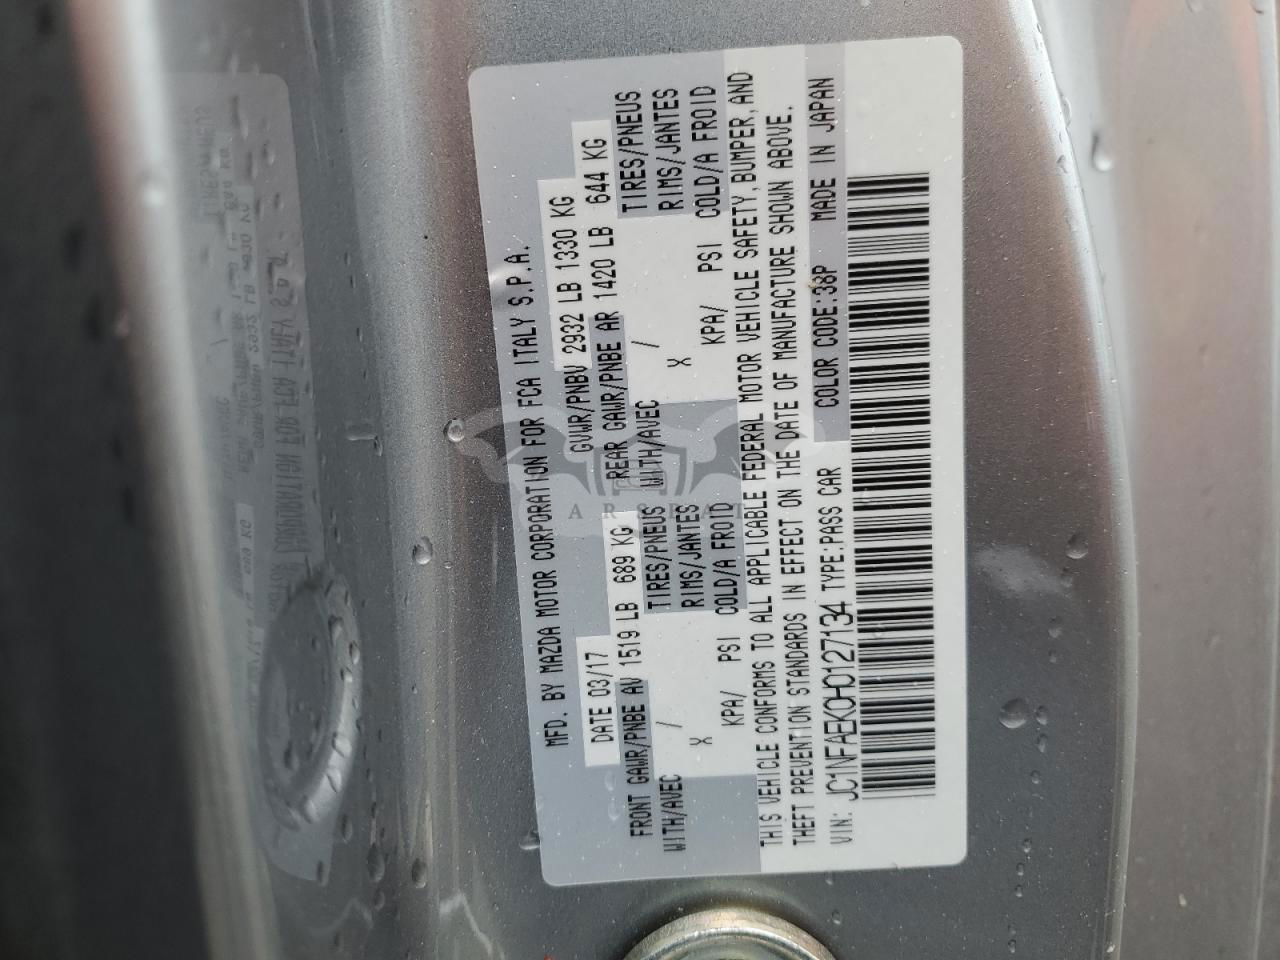 MFD. BY MAZDA MOTOR CORPORATION FOR FCA ITALY S.P.A.
DATE 03/17 GVWR/PNBV 2932 LB 1330 KG
FRONT GAWR/PNBE AV 1519 LB 689 KG REAR GAWR/PNBE AR 1420 LB 644 KG
WITH/AVEC / TIRES/PNEUS WITH/AVEC / TIRES/PNEUS
X RIMS/JANTES X RIMS/JANTES
KPA/ PSI COLD/A FROID KPA/ PSI COLD/A FROID
THIS VEHICLE CONFORMS TO ALL APPLICABLE FEDERAL MOTOR VEHICLE SAFETY, BUMPER, AND
THEFT PREVENTION STANDARDS IN EFFECT ON THE DATE OF MANUFACTURE SHOWN ABOVE.
VIN: JC1NFAEK0H0127134 TYPE:PASS CAR COLOR CODE:38P MADE IN JAPAN